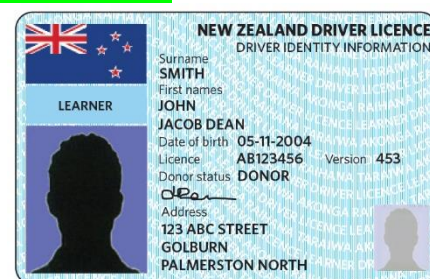 NEW ZEALAND DRIVER LICENCE
DRIVER IDENTITY INFORMATION
Surname
SMITH
First names
LEARNER
JOHN
JACOB DEAN
Date of birth 05-11-2004
Licence AB123456 Version 453
Donor status DONOR
Address
123 ABC STREET
GOLBURN
PALMERSTON NORTH